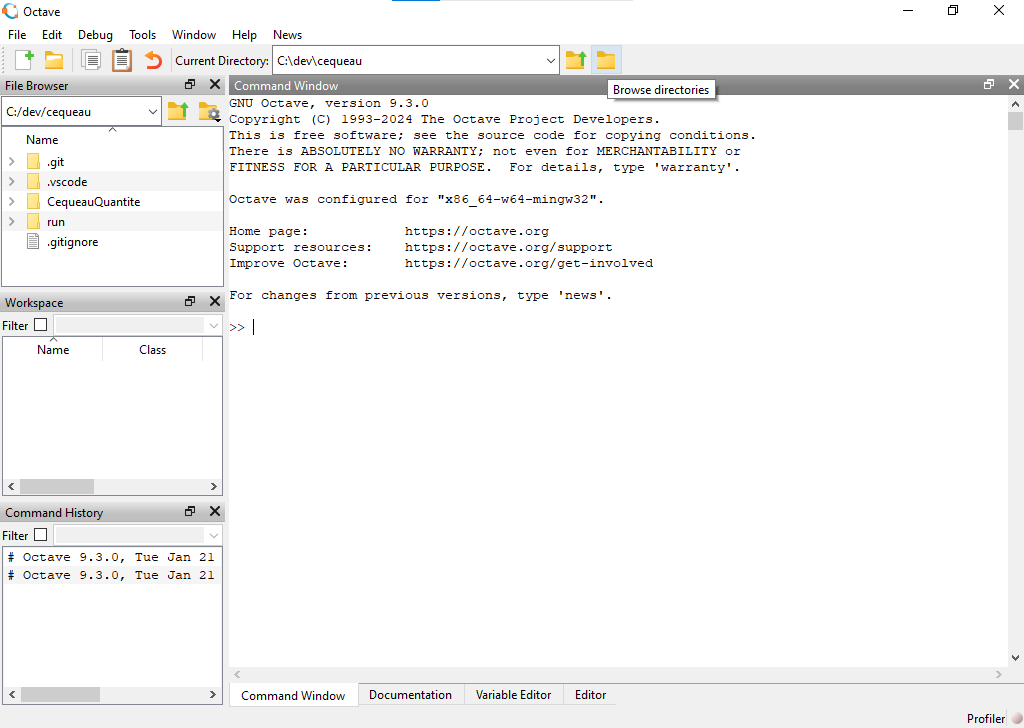 Octave
File Edit Debug Tools Window Help News
Current Directory: C:\dev\cequeau
File Browser
C:/dev/cequeau
Name
.git
.vscode
CequeauQuantite
run
.gitignore
Workspace
Filter
Name Class
Command History
Filter
# Octave 9.3.0, Tue Jan 21
# Octave 9.3.0, Tue Jan 21
Command Window
Browse directories
GNU Octave, version 9.3.0
Copyright (C) 1993-2024 The Octave Project Developers.
This is free software; see the source code for copying conditions.
There is ABSOLUTELY NO WARRANTY; not even for MERCHANTABILITY or
FITNESS FOR A PARTICULAR PURPOSE.  For details, type 'warranty'.
Octave was configured for "x86_64-w64-mingw32".
Home page:            https://octave.org
Support resources:    https://octave.org/support
Improve Octave:       https://octave.org/get-involved
For changes from previous versions, type 'news'.
>>
Command Window Documentation Variable Editor Editor
Profiler